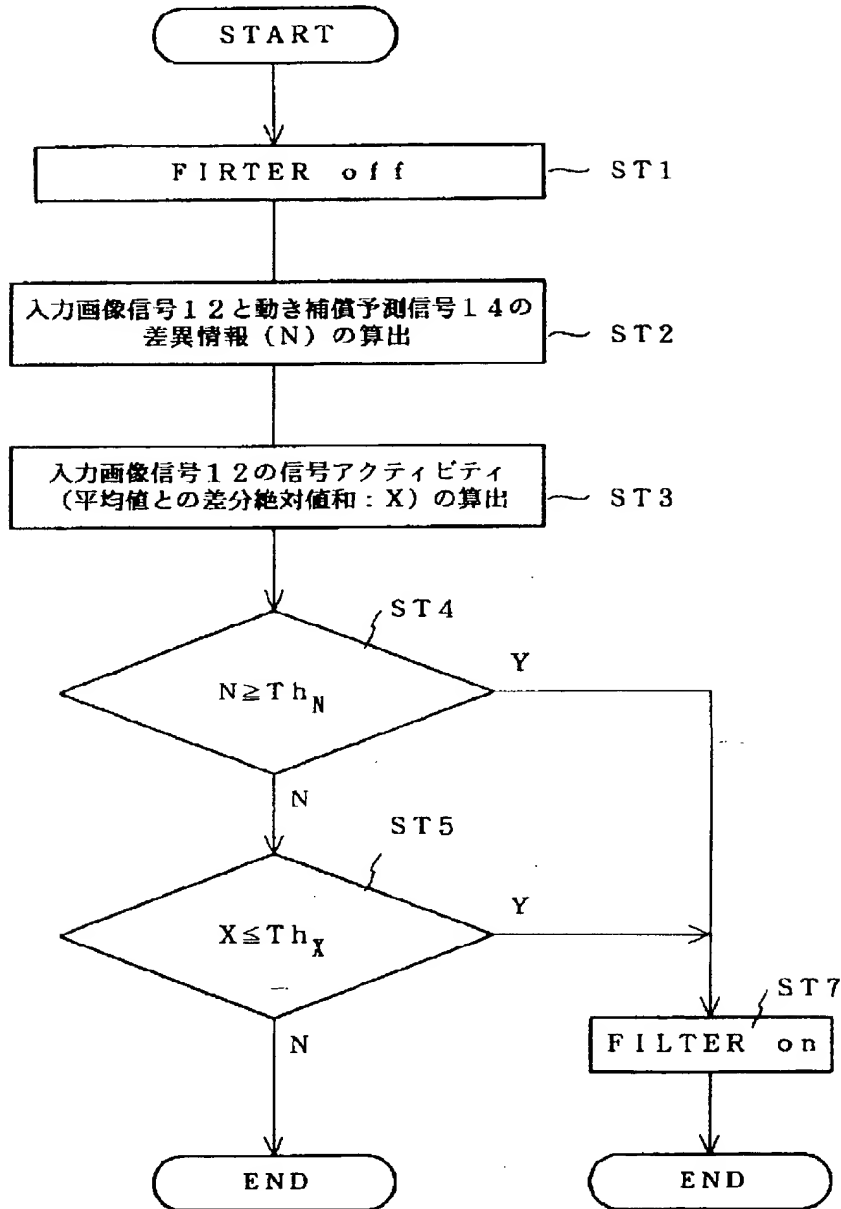 START
FIRTER off
ST1
入力画像信号12と動き補償予測信号14の
差異情報(N)の算出
ST2
入力画像信号12の信号アクティビティ
(平均値との差分絶対値和:X)の算出
ST3
ST4
N≧ThN
Y
N
ST5
X≦ThX
Y
N
ST7
FILTER on
END
END